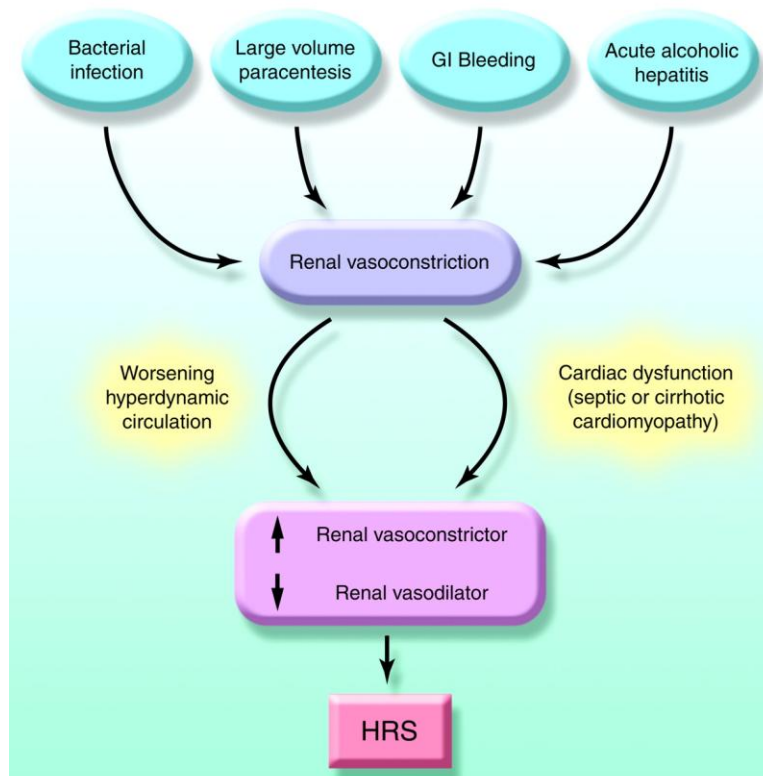 Bacterial
infection
Large volume
paracentesis
GI Bleeding
Acute alcoholic
hepatitis
Renal vasoconstriction
Worsening
hyperdynamic
circulation
Cardiac dysfunction
(septic or cirrhotic
cardiomyopathy)
Renal vasoconstrictor
Renal vasodilator
HRS